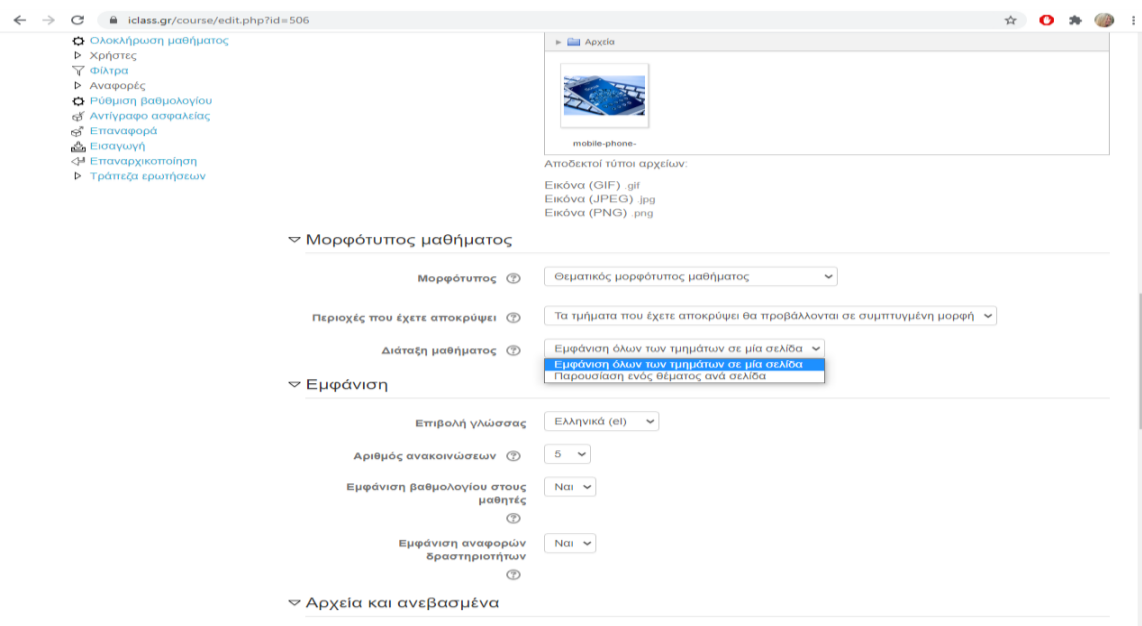 iclass.gr/course/edit.php?id=506
Ολοκλήρωση μαθήματος
Χρήστες
Φίλτρα
Αναφορές
Ρύθμιση βαθμολογίου
Αντίγραφο ασφαλείας
Επαναφορά
Εισαγωγή
Επαναρχικοποίηση
Τράπεζα ερωτήσεων
Αρχεία
mobile-phone-
Αποδεκτοί τύποι αρχείων:
Εικόνα (GIF) .gif
Εικόνα (JPEG) .jpg
Εικόνα (PNG) .png
Μορφότυπος μαθήματος
Μορφότυπος Θεματικός μορφότυπος μαθήματος
Περιοχές που έχετε αποκρύψει Τα τμήματα που έχετε αποκρύψει θα προβάλλονται σε συμπτυγμένη μορφή
Διάταξη μαθήματος Εμφάνιση όλων των τμημάτων σε μία σελίδα
Εμφάνιση όλων των τμημάτων σε μία σελίδα
Παρουσίαση ενός θέματος ανά σελίδα
Εμφάνιση
Επιβολή γλώσσας Ελληνικά (el)
Αριθμός ανακοινώσεων 5
Εμφάνιση βαθμολογίου στους Ναι
μαθητές
Εμφάνιση αναφορών Ναι
δραστηριοτήτων
Αρχεία και ανεβασμένα